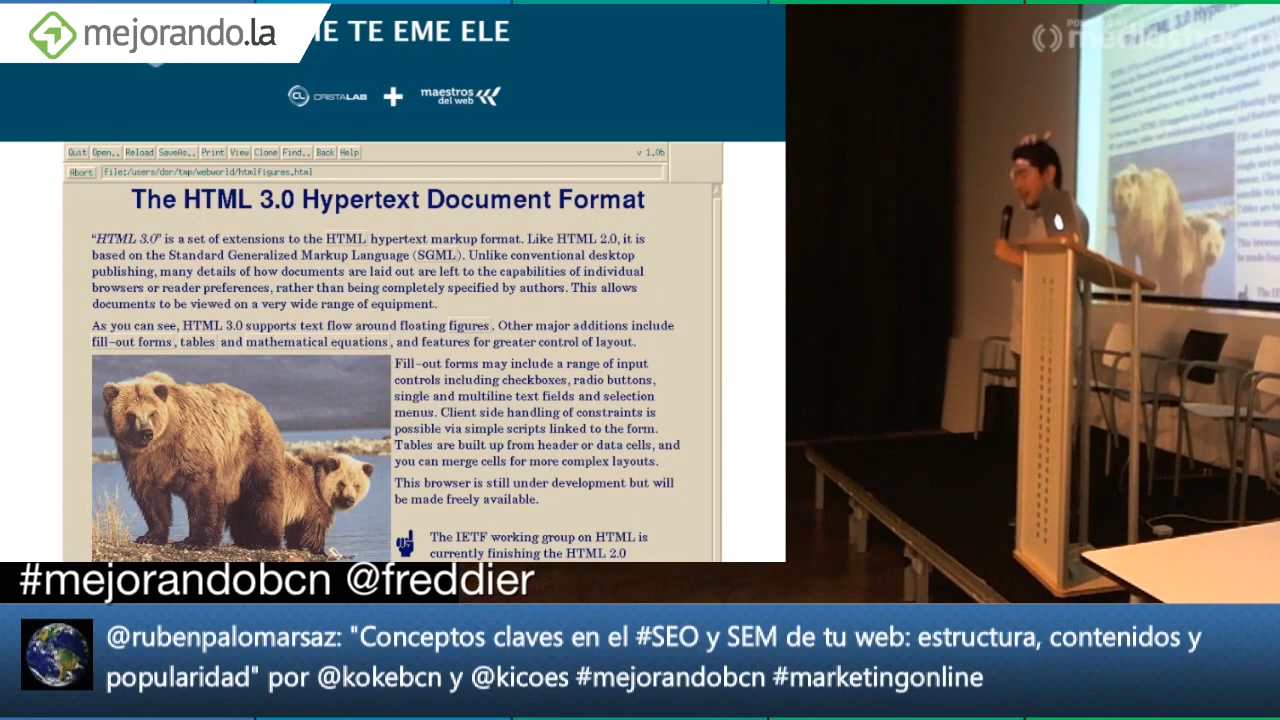 mejorando.la
TE EME ELE
CRISTALAB + maestros del web
Quit Open.. Reload SaveAs.. Print View Clone Find.. Back Help v 1.0b
Abort file:/users/dsr/tmp/webworld/htmlfigures.html
The HTML 3.0 Hypertext Document Format
"HTML 3.0" is a set of extensions to the HTML hypertext markup format. Like HTML 2.0, it is
based on the Standard Generalized Markup Language (SGML). Unlike conventional desktop
publishing, many details of how documents are laid out are left to the capabilities of individual
browsers or reader preferences, rather than being completely specified by authors. This allows
documents to be viewed on a very wide range of equipment.
As you can see, HTML 3.0 supports text flow around floating figures. Other major additions include
fill-out forms, tables and mathematical equations, and features for greater control of layout.
Fill-out forms may include a range of input
controls including checkboxes, radio buttons,
single and multiline text fields and selection
menus. Client side handling of constraints is
possible via simple scripts linked to the form.
Tables are built up from header or data cells, and
you can merge cells for more complex layouts.
This browser is still under development but will
be made freely available.
The IETF working group on HTML is
currently finishing the HTML 2.0
#mejorandobcn @freddier
@rubenpalomarsaz: "Conceptos claves en el #SEO y SEM de tu web: estructura, contenidos y
popularidad" por @kokebcn y @kicoes #mejorandobcn #marketingonline